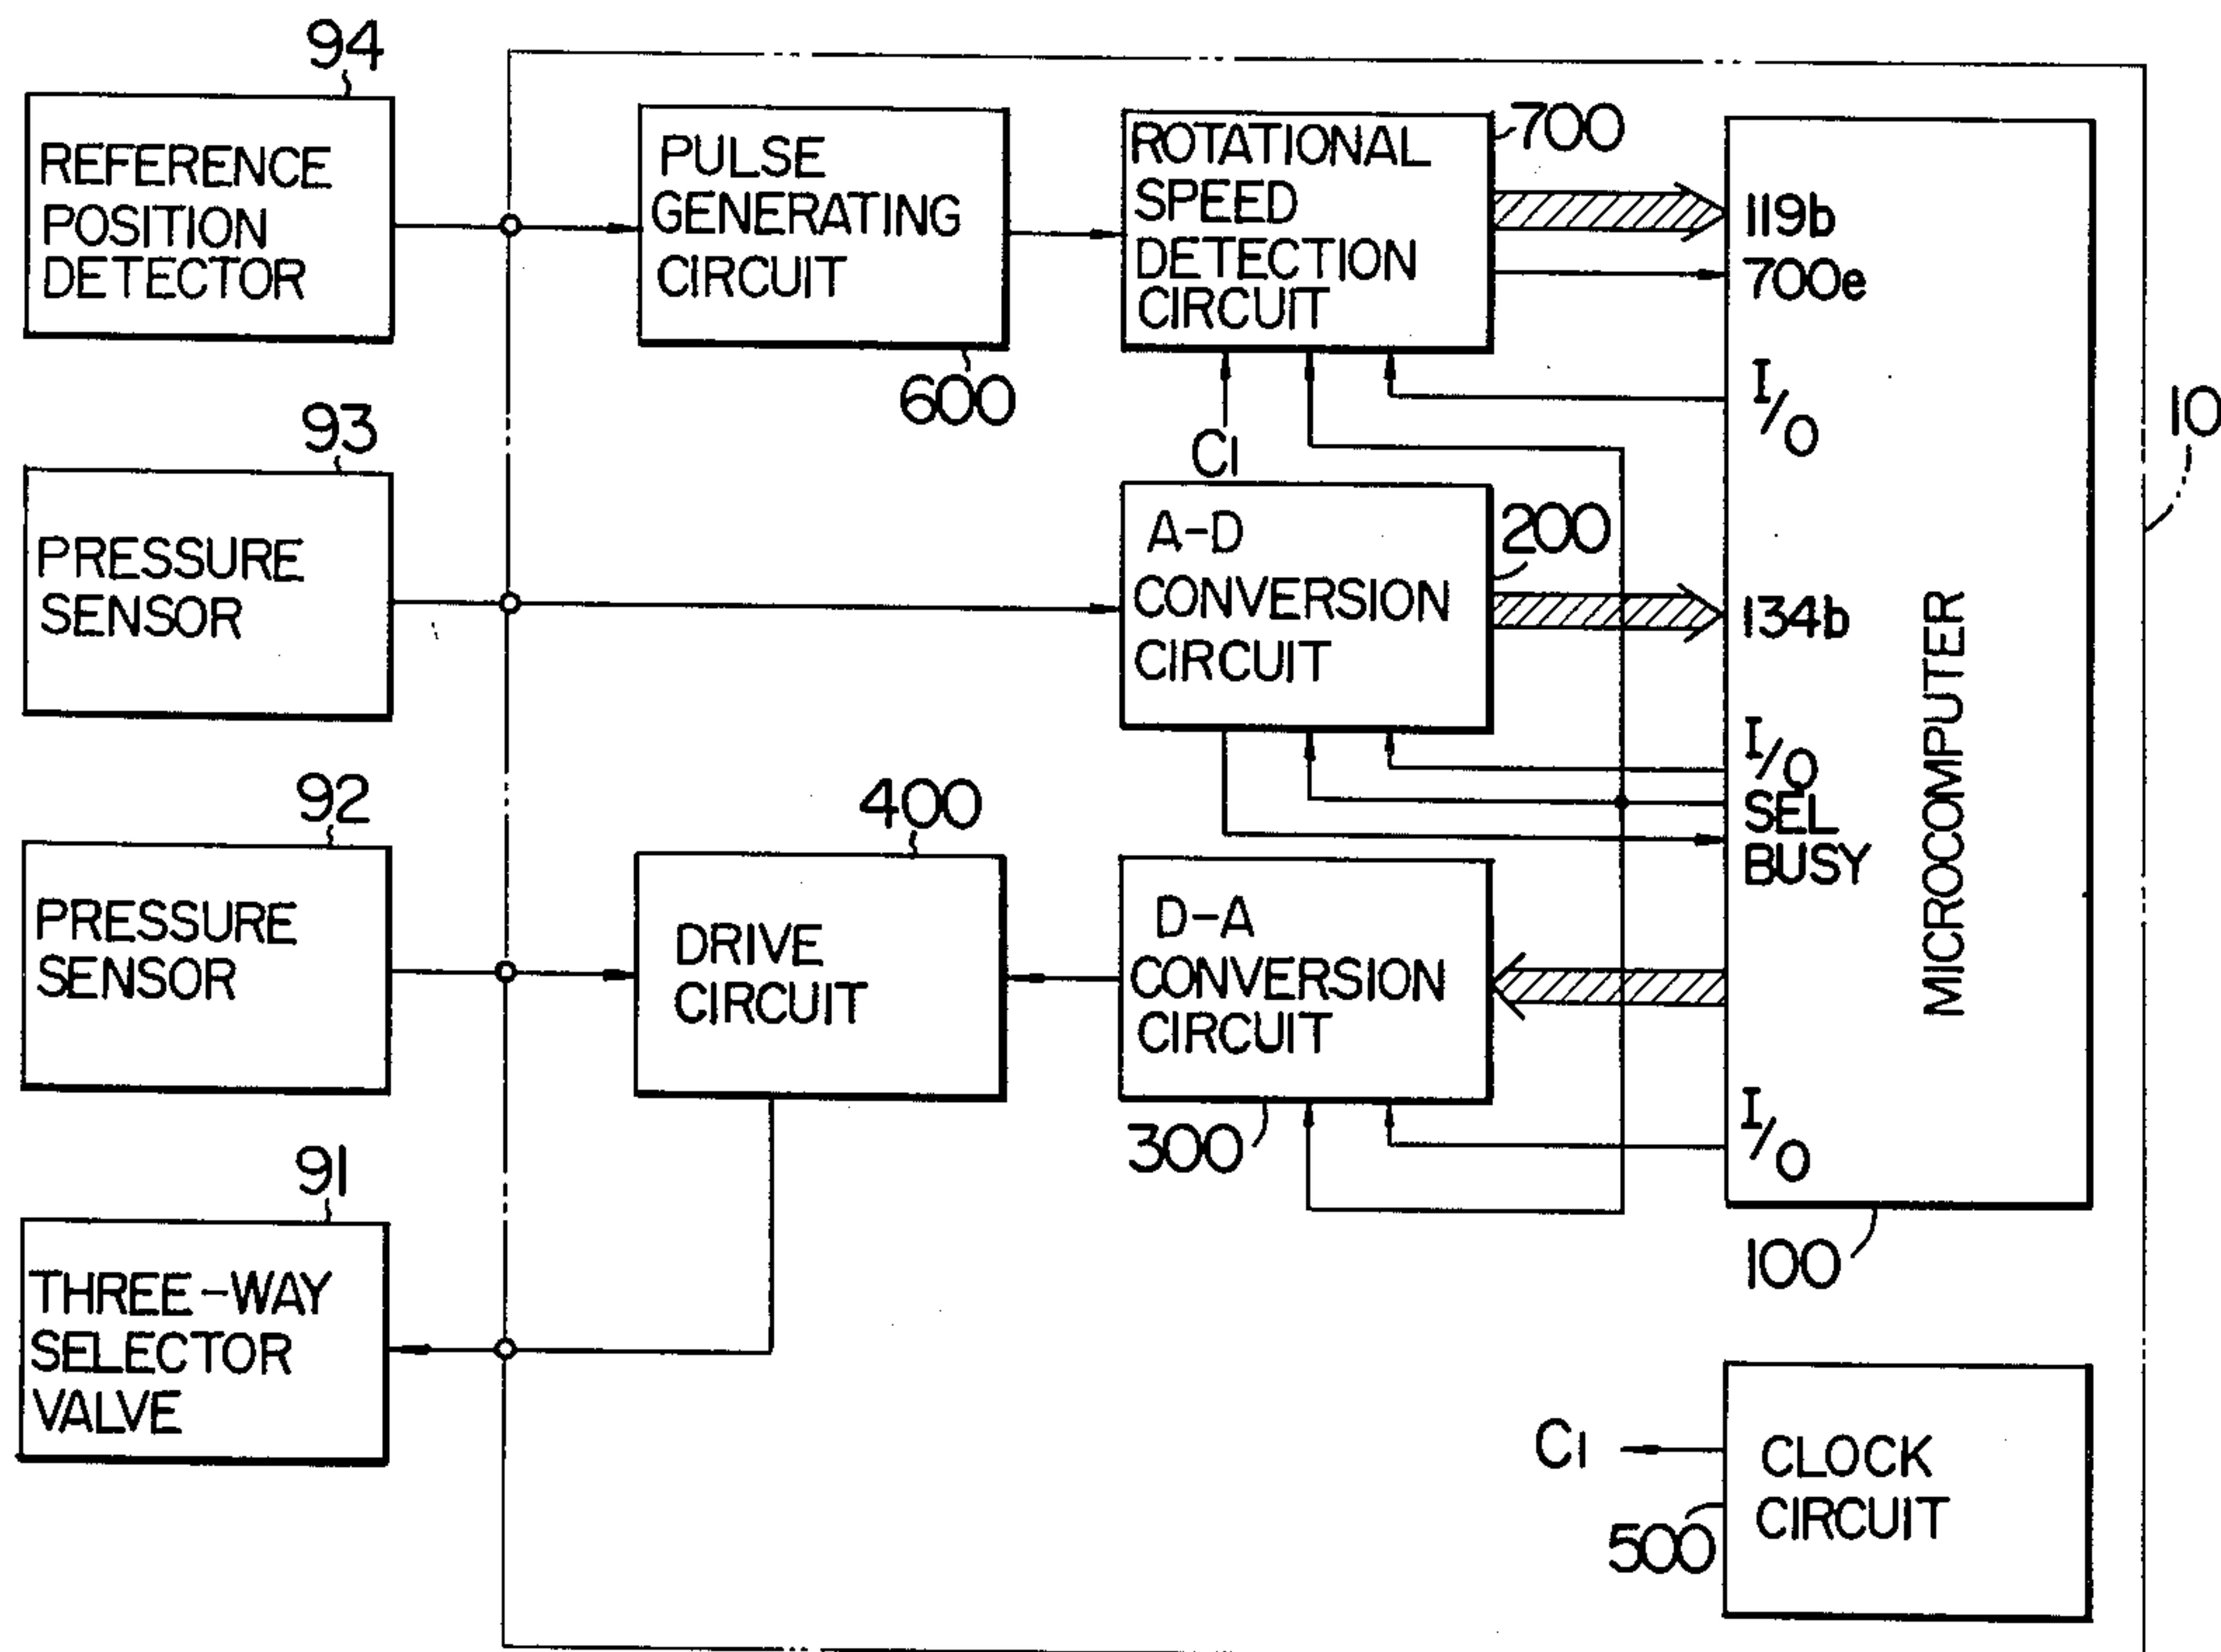 94
REFERENCE
POSITION
DETECTOR
PULSE
GENERATING
CIRCUIT
600
ROTATIONAL
SPEED
DETECTION
CIRCUIT
700
119b
700e
I/O
C1
10
93
PRESSURE
SENSOR
A-D
CONVERSION
CIRCUIT
200
134b
I/O
SEL
BUSY
MICROCOMPUTER
92
PRESSURE
SENSOR
400
DRIVE
CIRCUIT
D-A
CONVERSION
CIRCUIT
300
I/O
100
91
THREE-WAY
SELECTOR
VALVE
C1
500
CLOCK
CIRCUIT